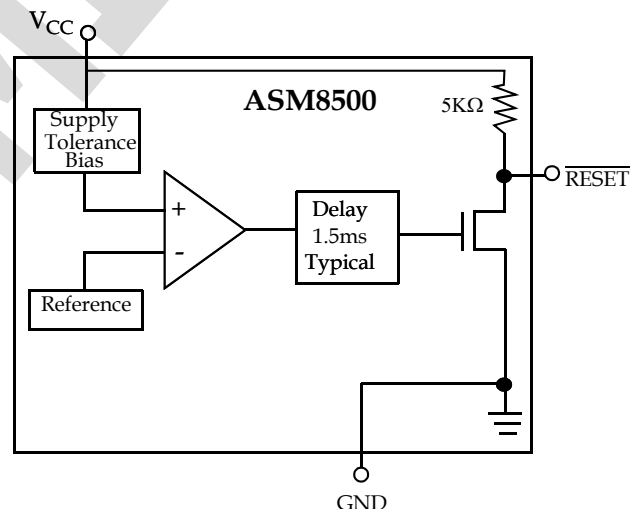 VCC
ASM8500
5KΩ
Supply
Tolerance
Bias
RESET
+
Delay
1.5ms
Typical
-
Reference
GND